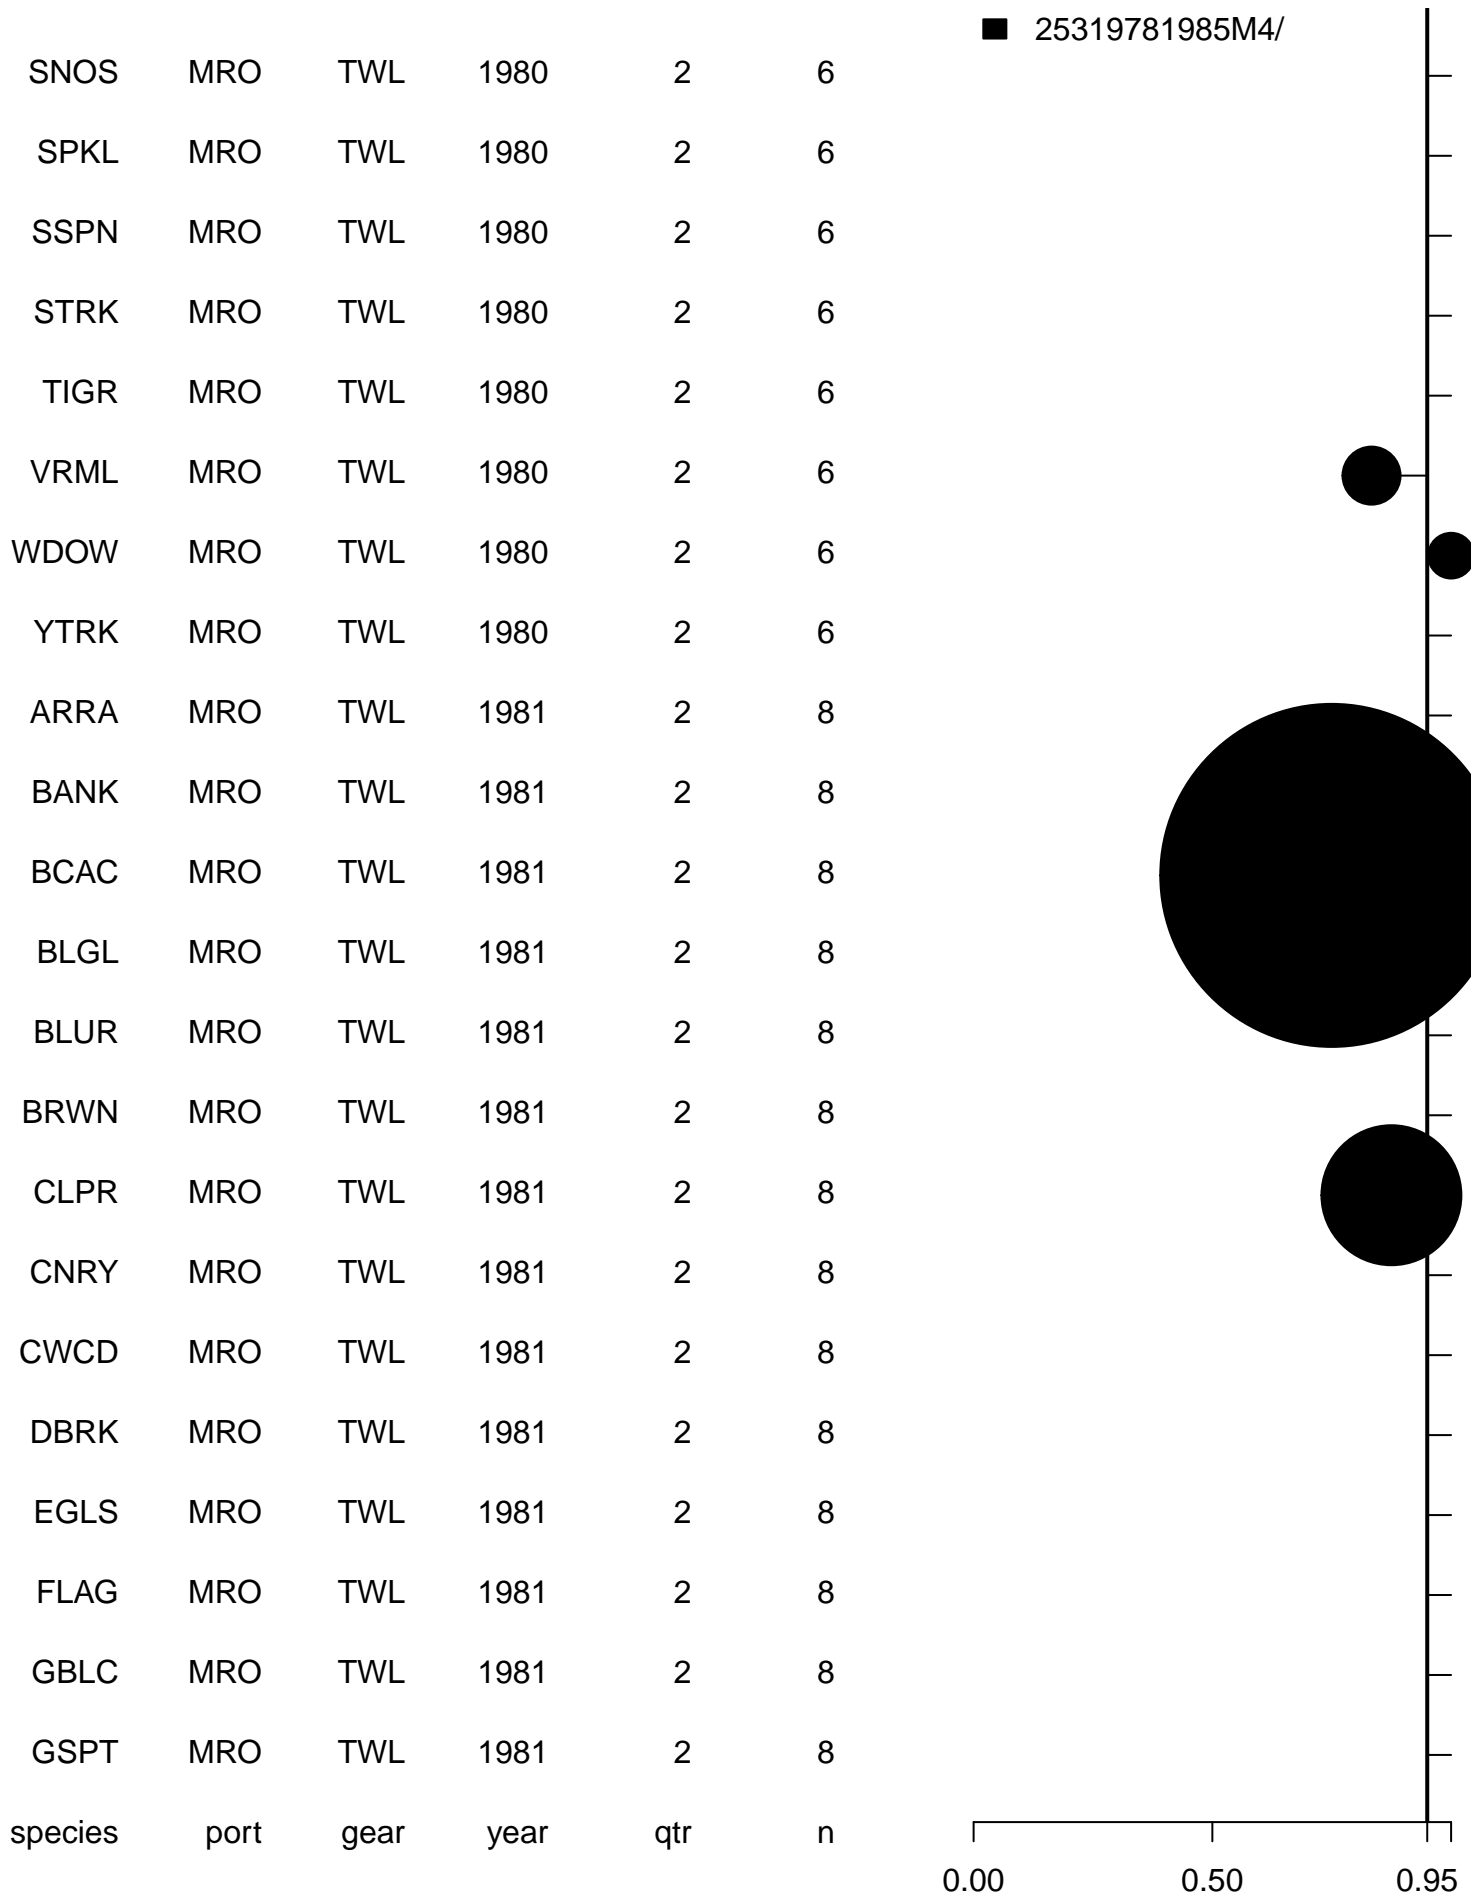 25319781985M4/
SNOS MRO TWL 1980 2 6
SPKL MRO TWL 1980 2 6
SSPN MRO TWL 1980 2 6
STRK MRO TWL 1980 2 6
TIGR MRO TWL 1980 2 6
VRML MRO TWL 1980 2 6
WDOW MRO TWL 1980 2 6
YTRK MRO TWL 1980 2 6
ARRA MRO TWL 1981 2 8
BANK MRO TWL 1981 2 8
BCAC MRO TWL 1981 2 8
BLGL MRO TWL 1981 2 8
BLUR MRO TWL 1981 2 8
BRWN MRO TWL 1981 2 8
CLPR MRO TWL 1981 2 8
CNRY MRO TWL 1981 2 8
CWCD MRO TWL 1981 2 8
DBRK MRO TWL 1981 2 8
EGLS MRO TWL 1981 2 8
FLAG MRO TWL 1981 2 8
GBLC MRO TWL 1981 2 8
GSPT MRO TWL 1981 2 8
species port gear year qtr n
0.00 0.50 0.95